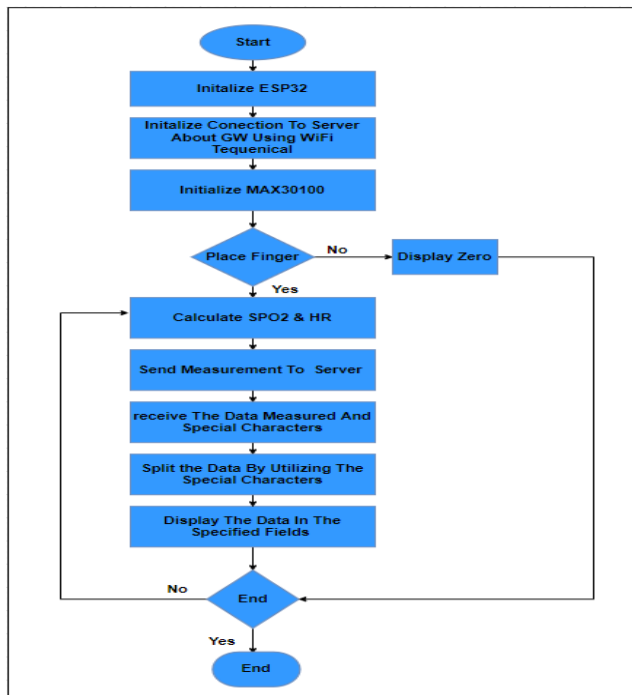 Start
Initalize ESP32
Initalize Conection To Server
About GW Using WiFi
Tequenical
Initialize MAX30100
Place Finger
No
Display Zero
Yes
Calculate SPO2 & HR
Send Measurement To Server
receive The Data Measured And
Special Characters
Split the Data By Utilizing The
Special Characters
Display The Data In The
Specified Fields
No
End
Yes
End